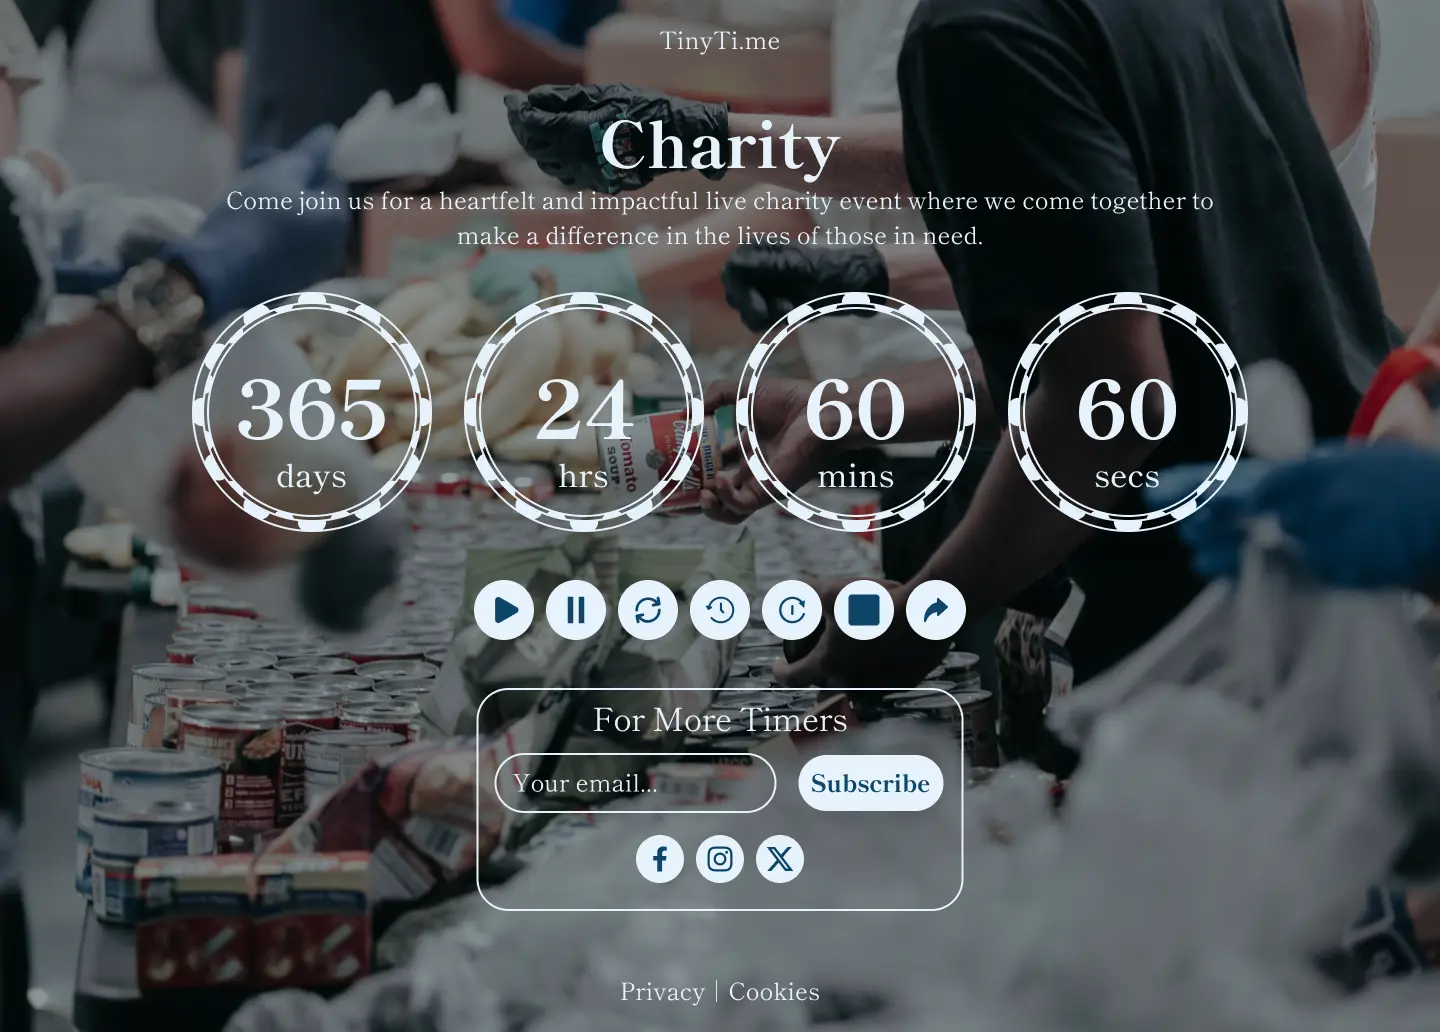 TinyTi.me
Charity
Come join us for a heartfelt and impactful live charity event where we come together to
make a difference in the lives of those in need.
365
days
24
hrs
60
mins
60
secs
tomato
For More Timers
Your email...
Subscribe
Privacy | Cookies